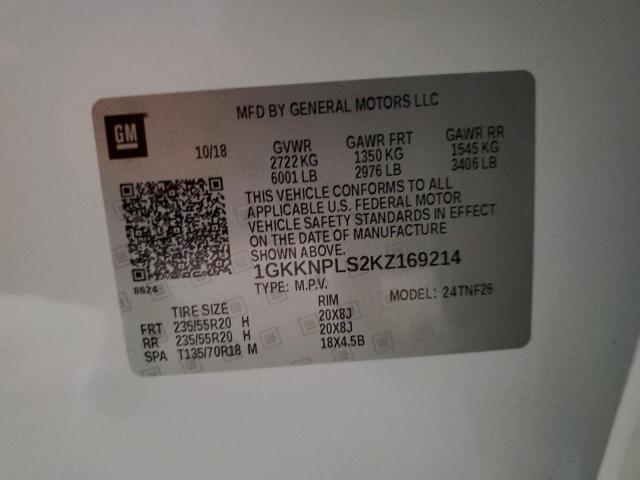 GM
MFD BY GENERAL MOTORS LLC
10/18
GVWR GAWR FRT GAWR RR
2722 KG 1350 KG 1545 KG
6001 LB 2976 LB 3406 LB
THIS VEHICLE CONFORMS TO ALL
APPLICABLE U.S. FEDERAL MOTOR
VEHICLE SAFETY STANDARDS IN EFFECT
ON THE DATE OF MANUFACTURE
SHOWN ABOVE.
8624
1GKKNPLS2KZ169214
TYPE: M.P.V. MODEL: 24TNF26
TIRE SIZE RIM
FRT 235/55R20 H 20X8J
RR 235/55R20 H 20X8J
SPA T135/70R18 M 18X4.5B